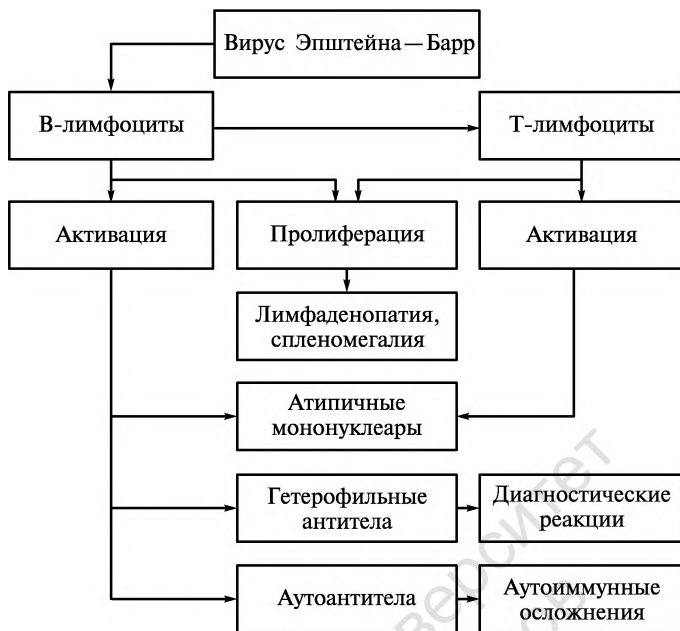 Вирус Эпштейна—Барр
В-лимфоциты
Т-лимфоциты
Активация
Пролиферация
Активация
Лимфаденопатия,
спленомегалия
Атипичные
мононуклеары
Гетерофильные
антитела
Диагностические
реакции
Аутоантитела
Аутоиммунные
осложнения